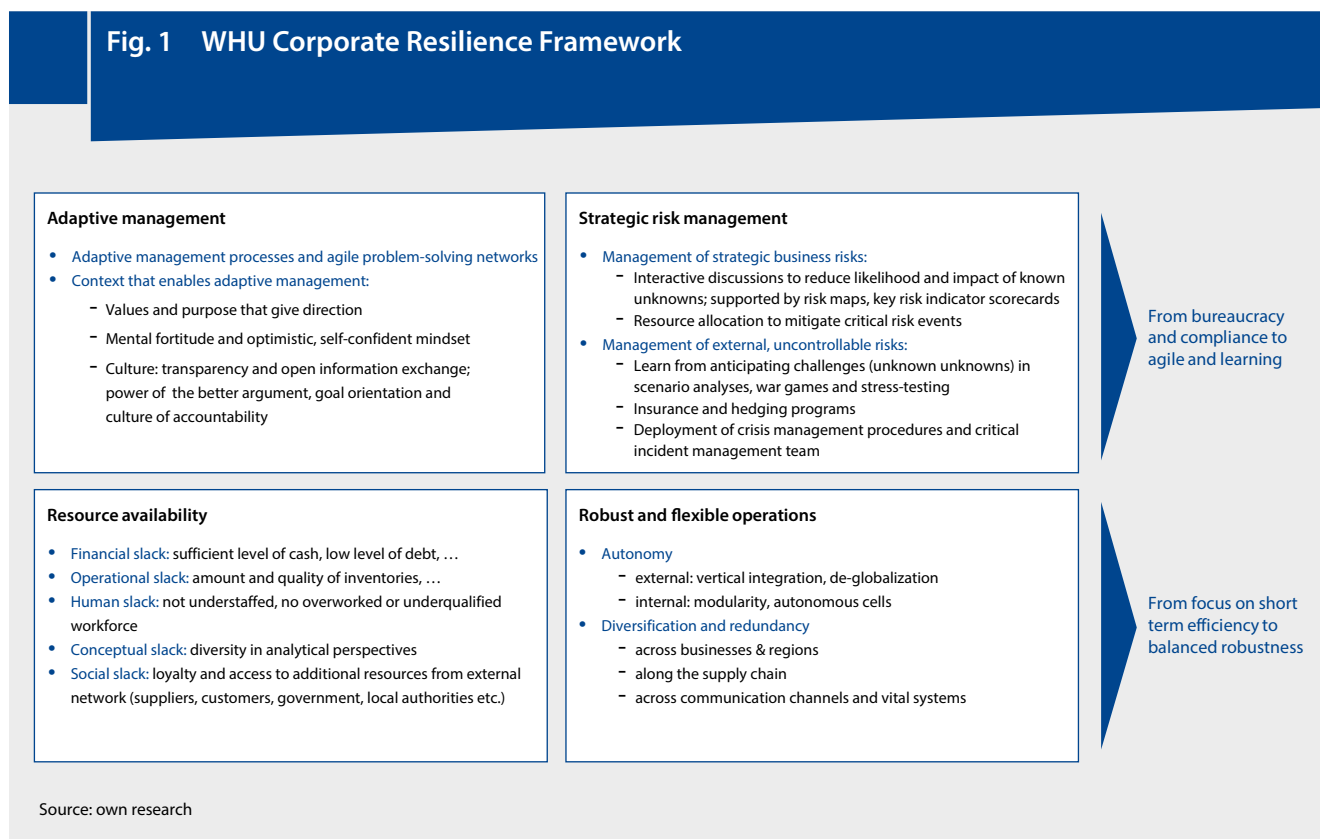 Fig. 1 WHU Corporate Resilience Framework
Adaptive management
• Adaptive management processes and agile problem-solving networks
• Context that enables adaptive management:
– Values and purpose that give direction
– Mental fortitude and optimistic, self-confident mindset
– Culture: transparency and open information exchange;
power of the better argument, goal orientation and
culture of accountability
Strategic risk management
• Management of strategic business risks:
– Interactive discussions to reduce likelihood and impact of known
unknowns; supported by risk maps, key risk indicator scorecards
– Resource allocation to mitigate critical risk events
• Management of external, uncontrollable risks:
– Learn from anticipating challenges (unknown unknowns) in
scenario analyses, war games and stress-testing
– Insurance and hedging programs
– Deployment of crisis management procedures and critical
incident management team
From bureaucracy
and compliance to
agile and learning
Resource availability
• Financial slack: sufficient level of cash, low level of debt, …
• Operational slack: amount and quality of inventories, …
• Human slack: not understaffed, no overworked or underqualified
workforce
• Conceptual slack: diversity in analytical perspectives
• Social slack: loyalty and access to additional resources from external
network (suppliers, customers, government, local authorities etc.)
Robust and flexible operations
• Autonomy
– external: vertical integration, de-globalization
– internal: modularity, autonomous cells
• Diversification and redundancy
– across businesses & regions
– along the supply chain
– across communication channels and vital systems
From focus on short
term efficiency to
balanced robustness
Source: own research